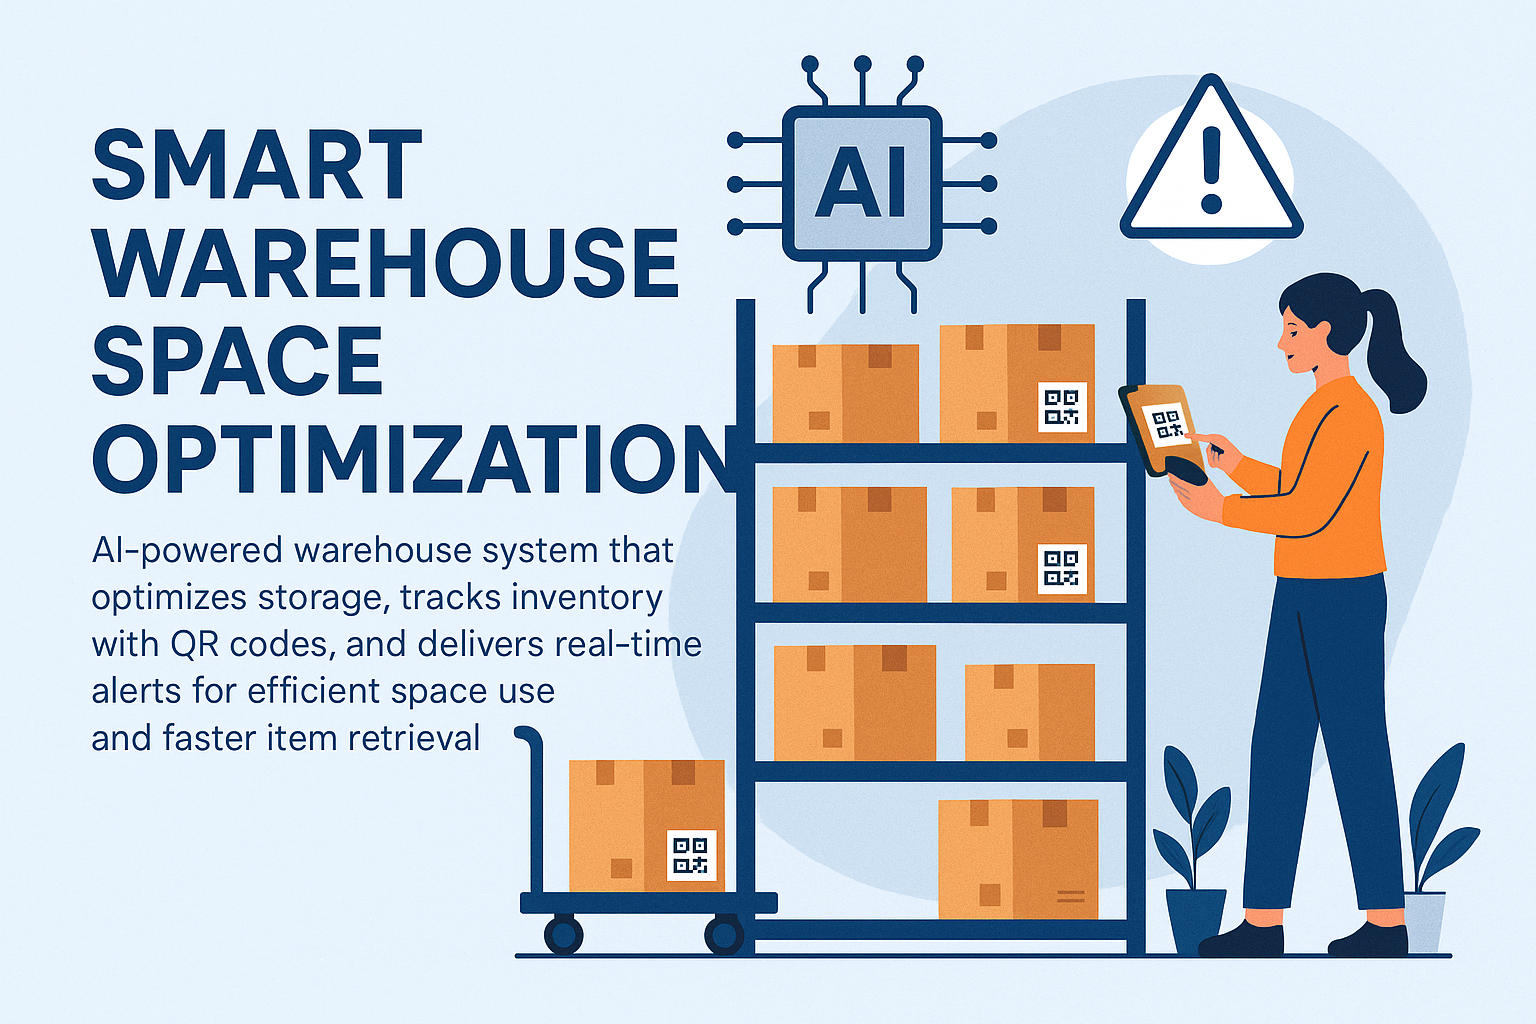 SMART
WAREHOUSE
SPACE
OPTIMIZATION
AI-powered warehouse system that
optimizes storage, tracks inventory
with QR codes, and delivers real-time
alerts for efficient space use
and faster item retrieval
AI
!